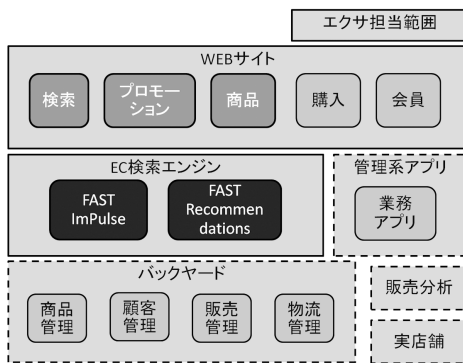 エクサ担当範囲
WEBサイト
検索
プロモー
ション
商品
購入
会員
EC検索エンジン
FAST
ImPulse
FAST
Recommen
dations
管理系アプリ
業務
アプリ
バックヤード
商品
管理
顧客
管理
販売
管理
物流
管理
販売分析
実店舗